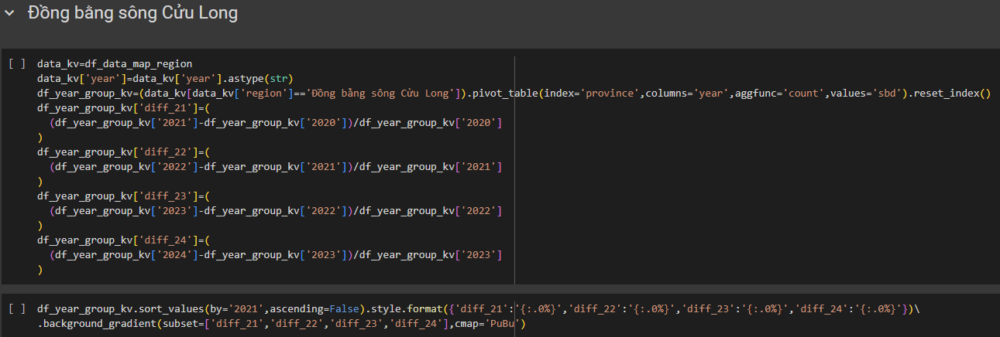 Đồng bằng sông Cửu Long
[ ] data_kv=df_data_map_region
data_kv['year']=data_kv['year'].astype(str)
df_year_group_kv=(data_kv[data_kv['region']=='Đồng bằng sông Cửu Long']).pivot_table(index='province',columns='year',aggfunc='count',values='sbd').reset_index()
df_year_group_kv['diff_21']=(
(df_year_group_kv['2021']-df_year_group_kv['2020'])/df_year_group_kv['2020']
)
df_year_group_kv['diff_22']=(
(df_year_group_kv['2022']-df_year_group_kv['2021'])/df_year_group_kv['2021']
)
df_year_group_kv['diff_23']=(
(df_year_group_kv['2023']-df_year_group_kv['2022'])/df_year_group_kv['2022']
)
df_year_group_kv['diff_24']=(
(df_year_group_kv['2024']-df_year_group_kv['2023'])/df_year_group_kv['2023']
)
[ ] df_year_group_kv.sort_values(by='2021',ascending=False).style.format({'diff_21':'{:.0%}','diff_22':'{:.0%}','diff_23':'{:.0%}','diff_24':'{:.0%}'})\
.background_gradient(subset=['diff_21','diff_22','diff_23','diff_24'],cmap='PuBu')